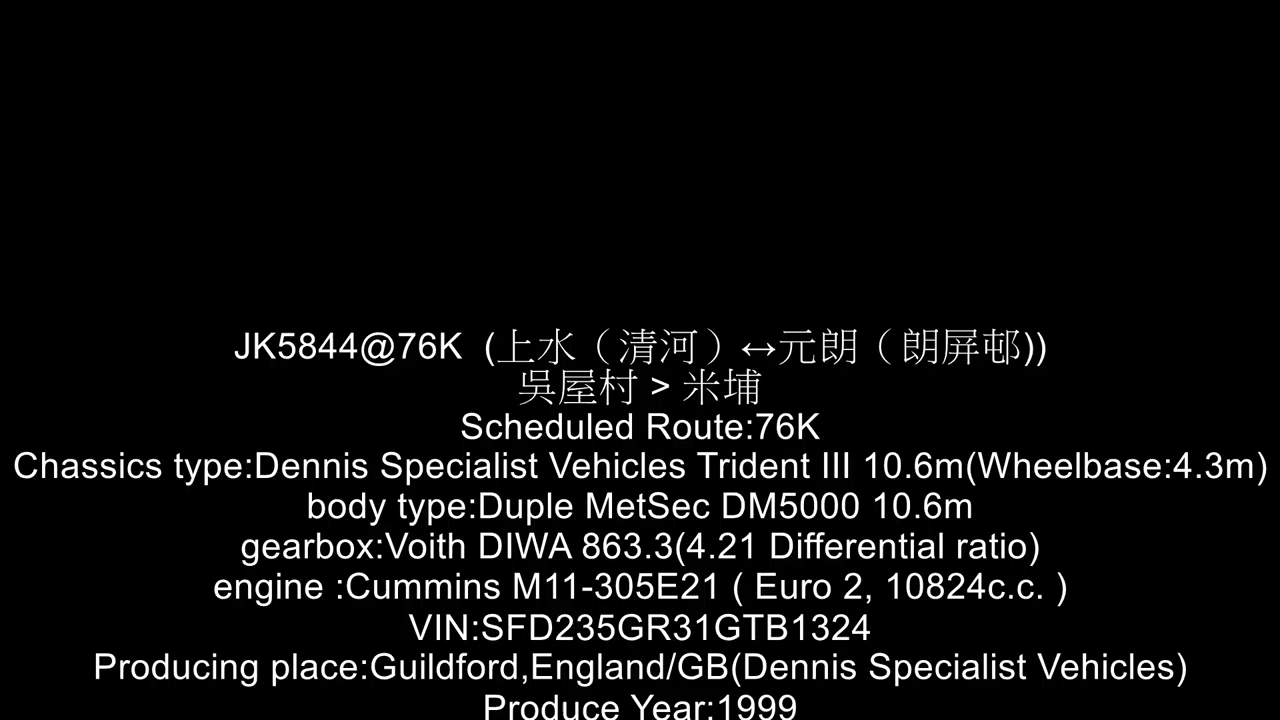 JK5844@76K  (上水（清河）↔元朗（朗屏邨))
吳屋村 > 米埔
Scheduled Route:76K
Chassics type:Dennis Specialist Vehicles Trident III 10.6m(Wheelbase:4.3m)
body type:Duple MetSec DM5000 10.6m
gearbox:Voith DIWA 863.3(4.21 Differential ratio)
engine :Cummins M11-305E21 ( Euro 2, 10824c.c. )
VIN:SFD235GR31GTB1324
Producing place:Guildford,England/GB(Dennis Specialist Vehicles)
Produce Year:1999